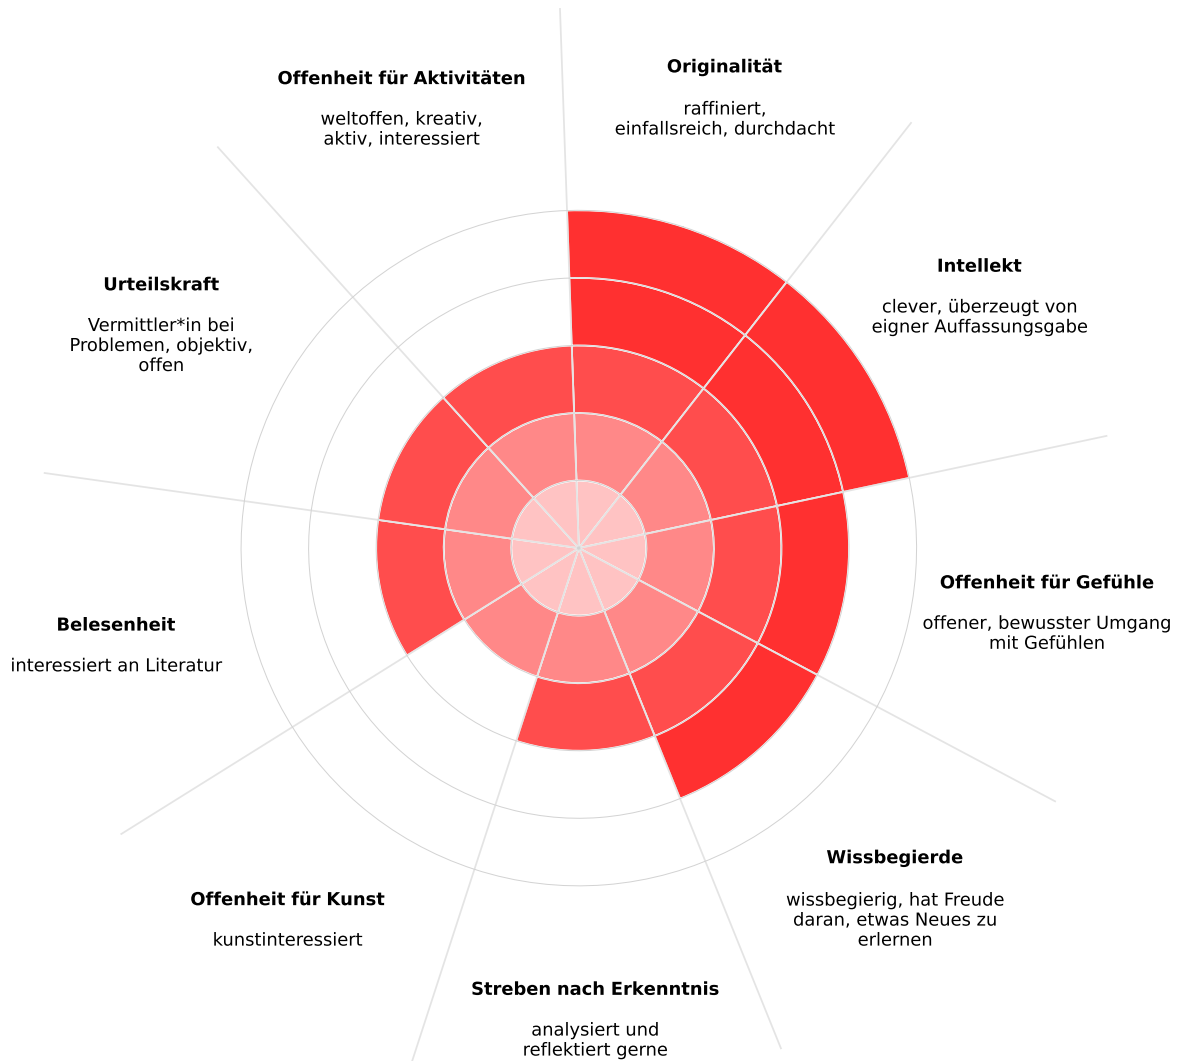 Originalität
raffiniert,
einfallsreich, durchdacht
Intellekt
clever, überzeugt von
eigner Auffassungsgabe
Offenheit für Gefühle
offener, bewusster Umgang
mit Gefühlen
Wissbegierde
wissbegierig, hat Freude
daran, etwas Neues zu
erlernen
Streben nach Erkenntnis
analysiert und
reflektiert gerne
Offenheit für Kunst
kunstinteressiert
Belesenheit
interessiert an Literatur
Urteilskraft
Vermittler*in bei
Problemen, objektiv,
offen
Offenheit für Aktivitäten
weltoffen, kreativ,
aktiv, interessiert